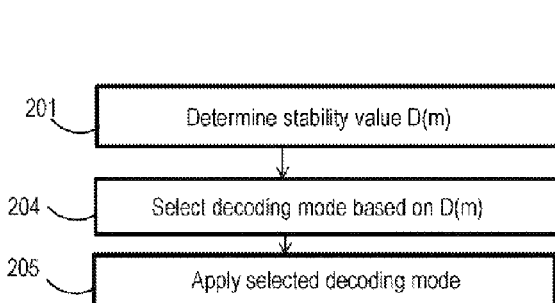 201
Determine stability value D(m)
204
Select decoding mode based on D(m)
205
Apply selected decoding mode